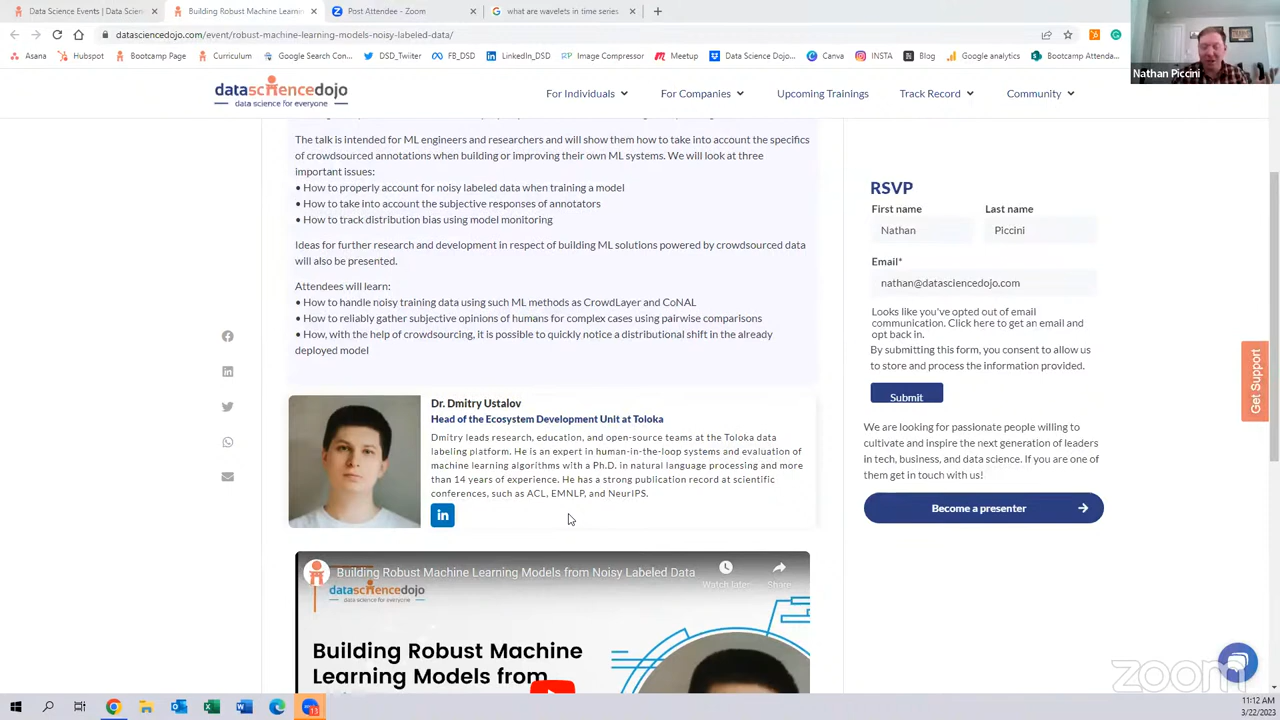 Data Science Events | Data Scien
Building Robust Machine Learnin
Post Attendee - Zoom
what are wavelets in time series
datasciencedojo.com/event/robust-machine-learning-models-noisy-labeled-data/
Asana
Hubspot
Bootcamp Page
Curriculum
Google Search Con...
DSD_Twiiter
FB_DSD
LinkedIn_DSD
Image Compressor
Meetup
Data Science Dojo...
Canva
INSTA
Blog
Google analytics
Bootcamp Attenda...
Nathan Piccini
datasciencedojo
data science for everyone
For Individuals
For Companies
Upcoming Trainings
Track Record
Community
The talk is intended for ML engineers and researchers and will show them how to take into account the specifics
of crowdsourced annotations when building or improving their own ML systems. We will look at three
important issues:
• How to properly account for noisy labeled data when training a model
• How to take into account the subjective responses of annotators
• How to track distribution bias using model monitoring
Ideas for further research and development in respect of building ML solutions powered by crowdsourced data
will also be presented.
Attendees will learn:
• How to handle noisy training data using such ML methods as CrowdLayer and CoNAL
• How to reliably gather subjective opinions of humans for complex cases using pairwise comparisons
• How, with the help of crowdsourcing, it is possible to quickly notice a distributional shift in the already
deployed model
Dr. Dmitry Ustalov
Head of the Ecosystem Development Unit at Toloka
Dmitry leads research, education, and open-source teams at the Toloka data
labeling platform. He is an expert in human-in-the-loop systems and evaluation of
machine learning algorithms with a Ph.D. in natural language processing and more
than 14 years of experience. He has a strong publication record at scientific
conferences, such as ACL, EMNLP, and NeurIPS.
in
Building Robust Machine Learning Models from Noisy Labeled Data
Watch later
Share
datasciencedojo
data science for everyone
Building Robust Machine
Learning Models from
RSVP
First name
Last name
Nathan
Piccini
Email*
nathan@datasciencedojo.com
Looks like you've opted out of email
communication. Click here to get an email and
opt back in.
By submitting this form, you consent to allow us
to store and process the information provided.
Submit
We are looking for passionate people willing to
cultivate and inspire the next generation of leaders
in tech, business, and data science. If you are one of
them get in touch with us!
Become a presenter
Get Support
zoom
11:12 AM
3/22/2023